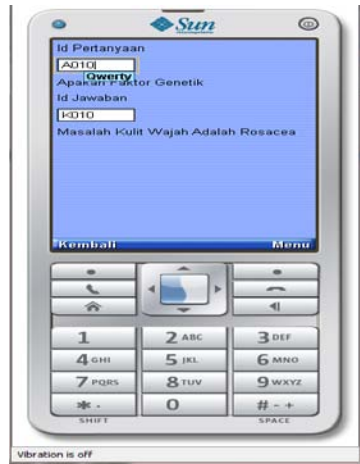 Sun
Id Pertanyaan
A010
Qwerty
Apakah Faktor Genetik
Id Jawaban
K010
Masalah Kulit Wajah Adalah Rosacea
Kembali Menu
1 2 ABC 3 DEF
4 GHI 5 JKL 6 MNO
7 PQRS 8 TUV 9 WXYZ
* . 0 # - +
SHIFT SPACE
Vibration is off